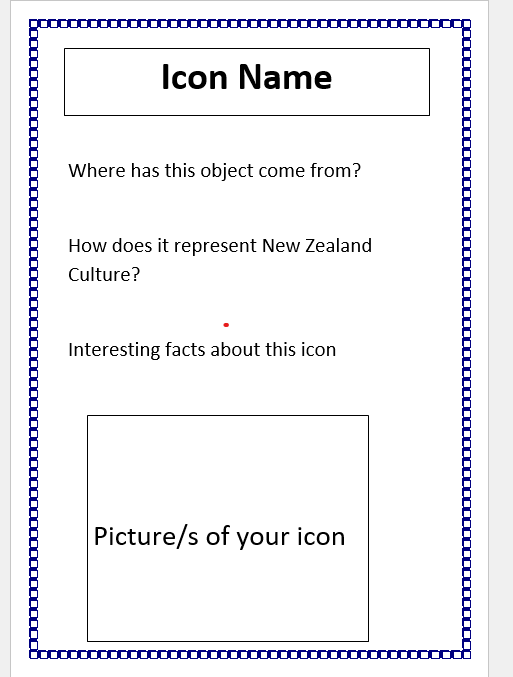 Icon Name
Where has this object come from?
How does it represent New Zealand
Culture?
Interesting facts about this icon
Picture/s of your icon